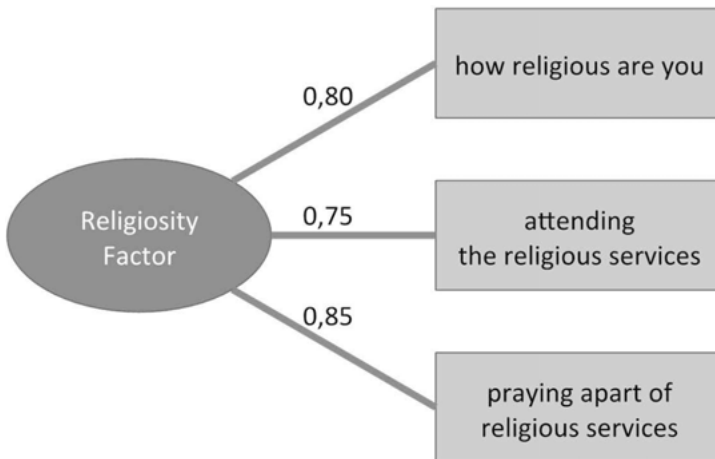 how religious are you
0,80
Religiosity
Factor
0,75
attending
the religious services
0,85
praying apart of
religious services